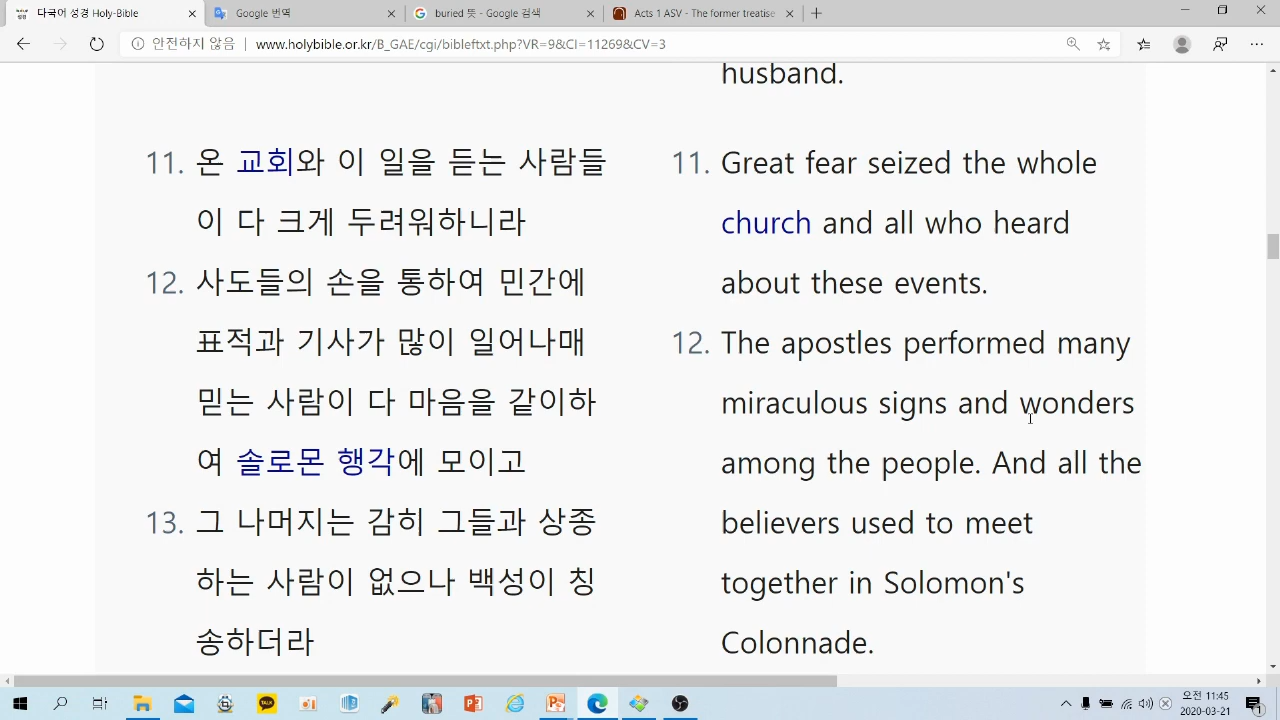 다국어 성경 Holy-Bible
Google 번역
buried 뜻 - Google 검색
Acts 1 ASV - The former treatise
안전하지 않음
www.holybible.or.kr/B_GAE/cgi/bibleftxt.php?VR=9&CI=11269&CV=3
husband.
11. 온 교회와 이 일을 듣는 사람들
이 다 크게 두려워하니라
12. 사도들의 손을 통하여 민간에
표적과 기사가 많이 일어나매
믿는 사람이 다 마음을 같이하
여 솔로몬 행각에 모이고
13. 그 나머지는 감히 그들과 상종
하는 사람이 없으나 백성이 칭
송하더라
11. Great fear seized the whole
church and all who heard
about these events.
12. The apostles performed many
miraculous signs and wonders
among the people. And all the
believers used to meet
together in Solomon's
Colonnade.
TALK
오전 11:45
2020-03-21